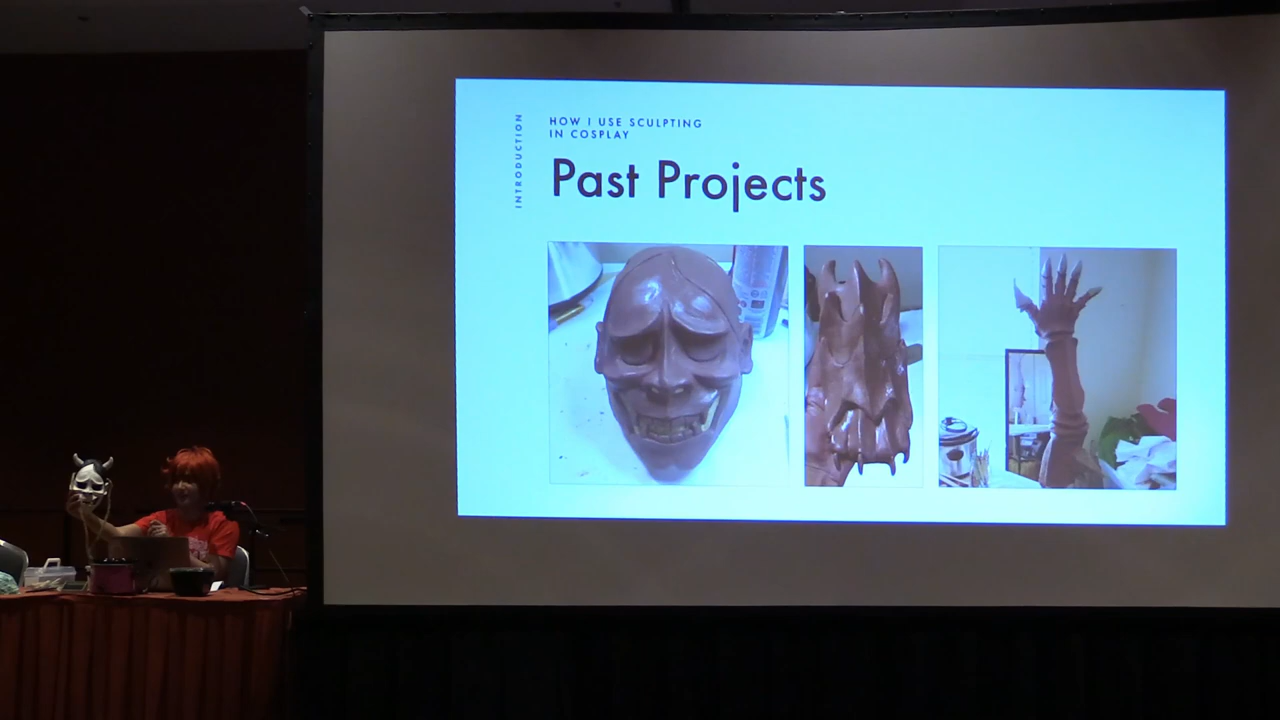 INTRODUCTION
HOW I USE SCULPTING
IN COSPLAY
Past Projects